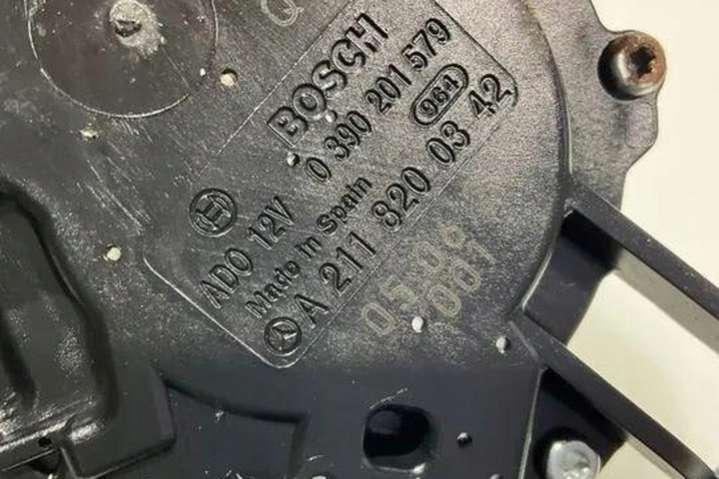 Q
BOSCH
ADO 12V 0 390 201 579
Made in Spain 964
A 211 820 03 42
05.06
001